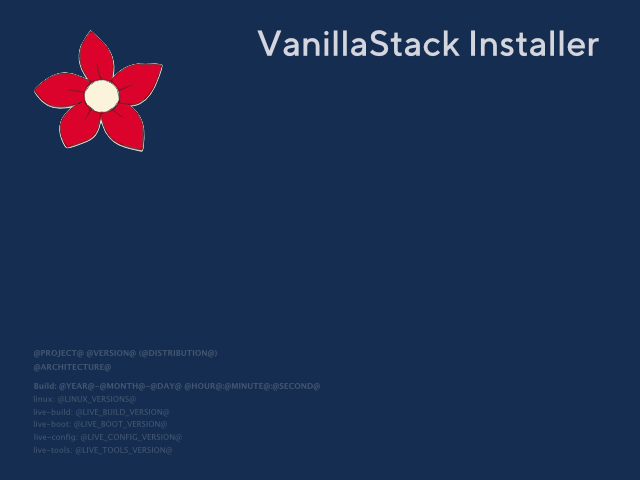 VanillaStack Installer
@PROJECT@ @VERSION@ (@DISTRIBUTION@)
@ARCHITECTURE@
Build: @YEAR@-@MONTH@-@DAY@ @HOUR@:@MINUTE@:@SECOND@
linux: @LINUX_VERSIONS@
live-build: @LIVE_BUILD_VERSION@
live-boot: @LIVE_BOOT_VERSION@
live-config: @LIVE_CONFIG_VERSION@
live-tools: @LIVE_TOOLS_VERSION@